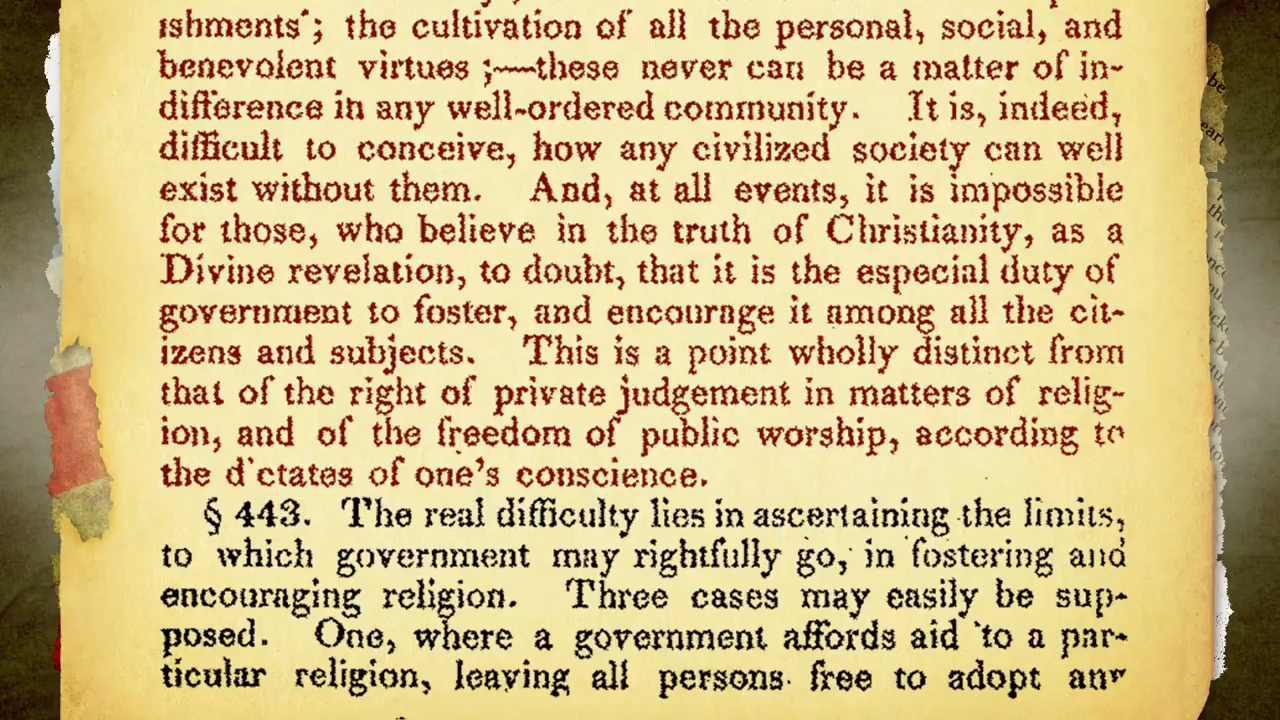 ishments; the cultivation of all the personal, social, and
benevolent virtues ;—these never can be a matter of in-
difference in any well-ordered community. It is, indeed,
difficult to conceive, how any civilized society can well
exist without them. And, at all events, it is impossible
for those, who believe in the truth of Christianity, as a
Divine revelation, to doubt, that it is the especial duty of
government to foster, and encourage it among all the cit-
izens and subjects. This is a point wholly distinct from
that of the right of private judgement in matters of relig-
ion, and of the freedom of public worship, according to
the d'ctates of one's conscience.
§ 443. The real difficulty lies in ascertaining the limits,
to which government may rightfully go, in fostering and
encouraging religion. Three cases may easily be sup-
posed. One, where a government affords aid to a par-
ticular religion, leaving all persons free to adopt any